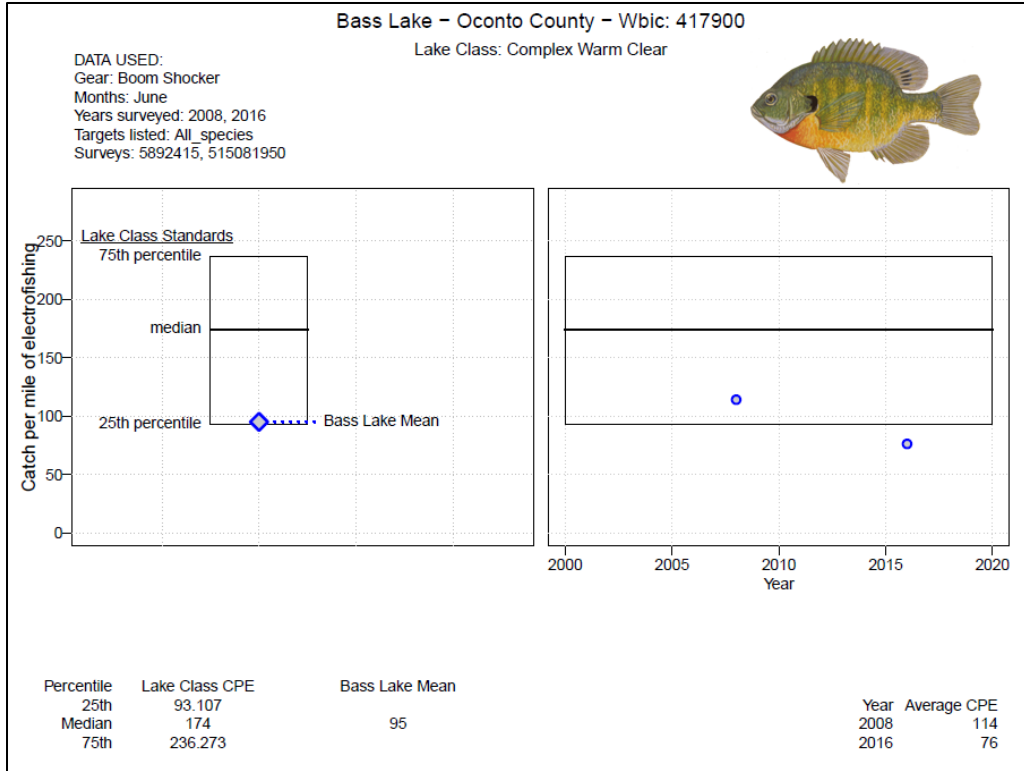 Bass Lake − Oconto County − Wbic: 417900
Lake Class: Complex Warm Clear
DATA USED:
Gear: Boom Shocker
Months: June
Years surveyed: 2008, 2016
Targets listed: All_species
Surveys: 5892415, 515081950
Catch per mile of electrofishing
250
200
150
100
50
0
Lake Class Standards
75th percentile
median
25th percentile
Bass Lake Mean
2000 2005 2010 2015 2020
Year
Percentile Lake Class CPE Bass Lake Mean
25th 93.107
Median 174 95
75th 236.273
Year Average CPE
2008 114
2016 76